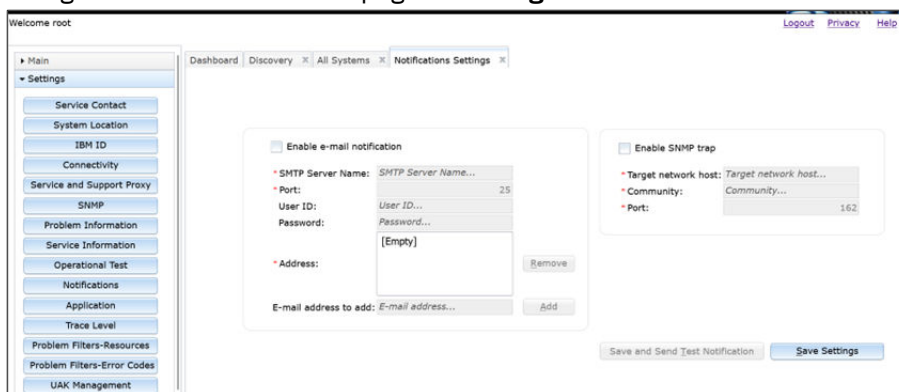 Welcome root
Logout Privacy Help
Main
Settings
Service Contact
System Location
IBM ID
Connectivity
Service and Support Proxy
SNMP
Problem Information
Service Information
Operational Test
Notifications
Application
Trace Level
Problem Filters-Resources
Problem Filters-Error Codes
UAK Management
Dashboard Discovery All Systems Notifications Settings
Enable e-mail notification
* SMTP Server Name: SMTP Server Name...
* Port: 25
User ID: User ID...
Password: Password...
[Empty]
* Address:
Remove
E-mail address to add: E-mail address...
Add
Enable SNMP trap
* Target network host: Target network host...
* Community: Community...
* Port: 162
Save and Send Test Notification
Save Settings